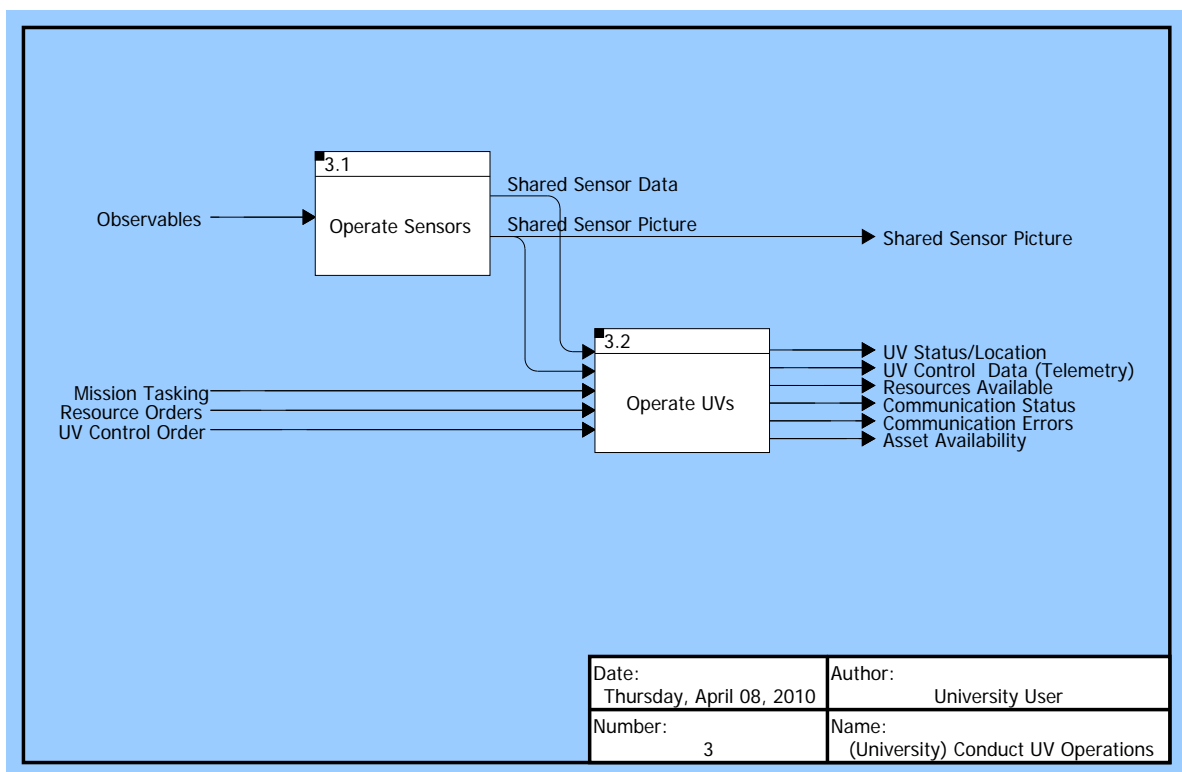 3.1
Operate Sensors
Observables
Shared Sensor Data
Shared Sensor Picture
Shared Sensor Picture
3.2
Operate UVs
Mission Tasking
Resource Orders
UV Control Order
UV Status/Location
UV Control  Data (Telemetry)
Resources Available
Communication Status
Communication Errors
Asset Availability
Date:
Thursday, April 08, 2010
Author:
University User
Number:
3
Name:
(University) Conduct UV Operations